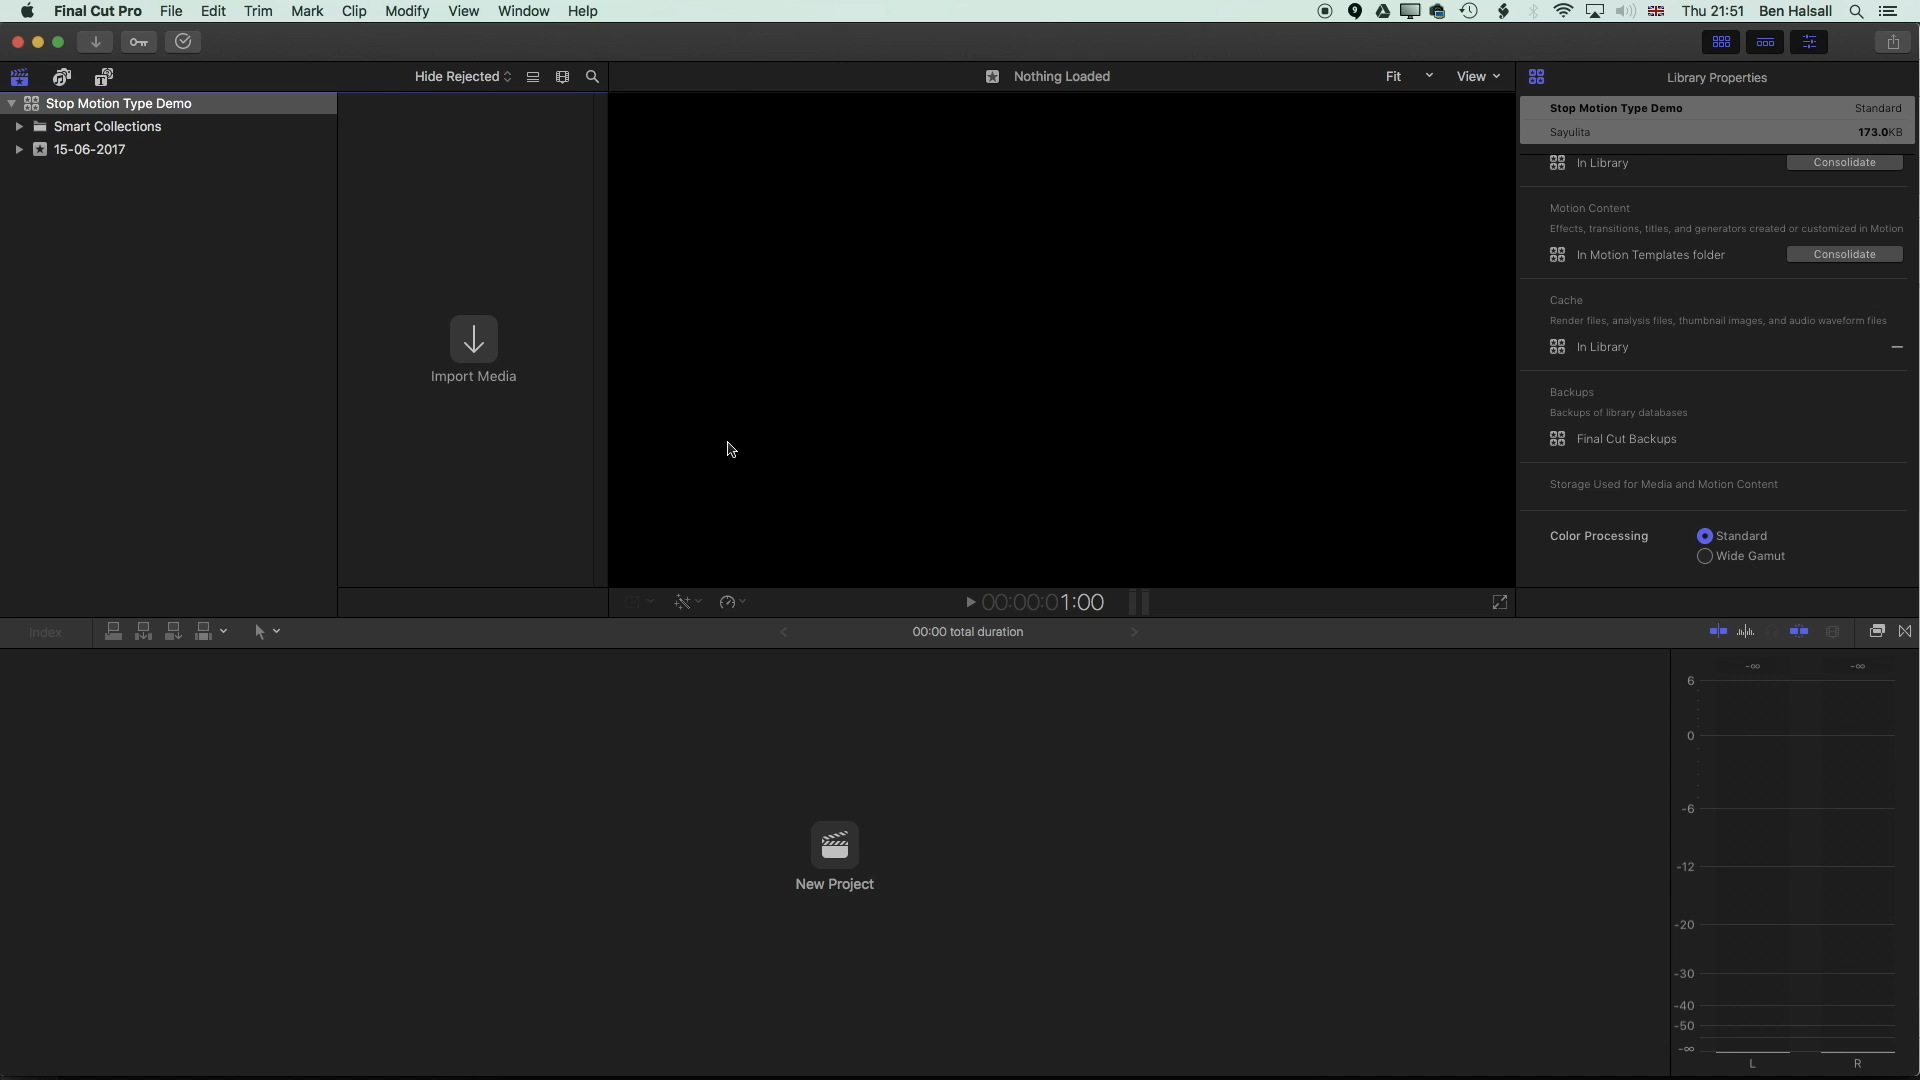 Final Cut Pro File Edit Trim Mark Clip Modify View Window Help 9 Thu 21:51 Ben Halsall
Hide Rejected Nothing Loaded Fit View Library Properties
Stop Motion Type Demo
Smart Collections
15-06-2017
Import Media
Stop Motion Type Demo Standard
Sayulita 173.0KB
In Library Consolidate
Motion Content
Effects, transitions, titles, and generators created or customized in Motion
In Motion Templates folder Consolidate
Cache
Render files, analysis files, thumbnail images, and audio waveform files
In Library
Backups
Backups of library databases
Final Cut Backups
Storage Used for Media and Motion Content
Color Processing Standard
Wide Gamut
00:00:01:00
Index 00:00 total duration
New Project
-∞ -∞
6
0
-6
-12
-20
-30
-40
-50
-∞
L R